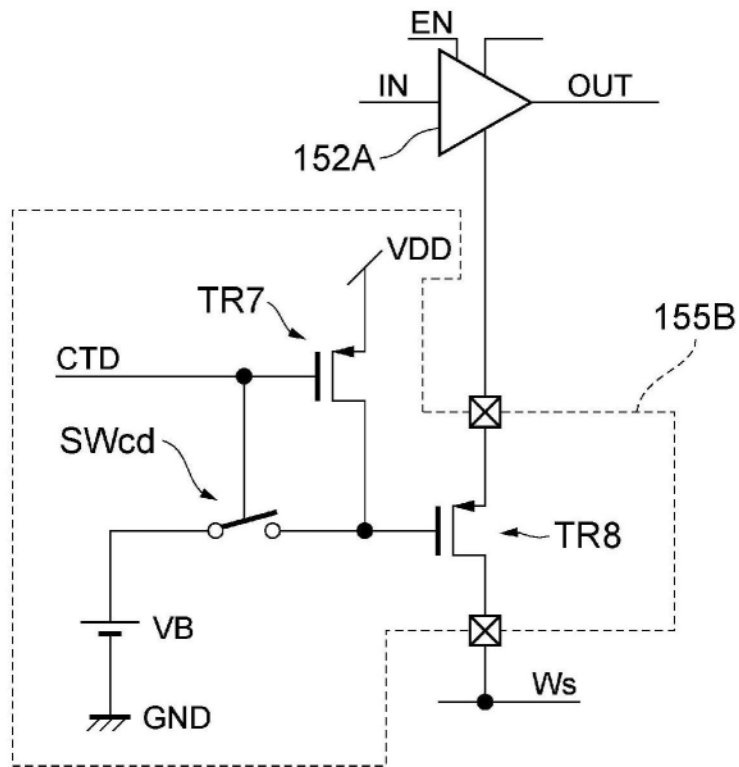 EN
IN
OUT
152A
VDD
TR7
155B
CTD
SWcd
TR8
VB
Ws
GND